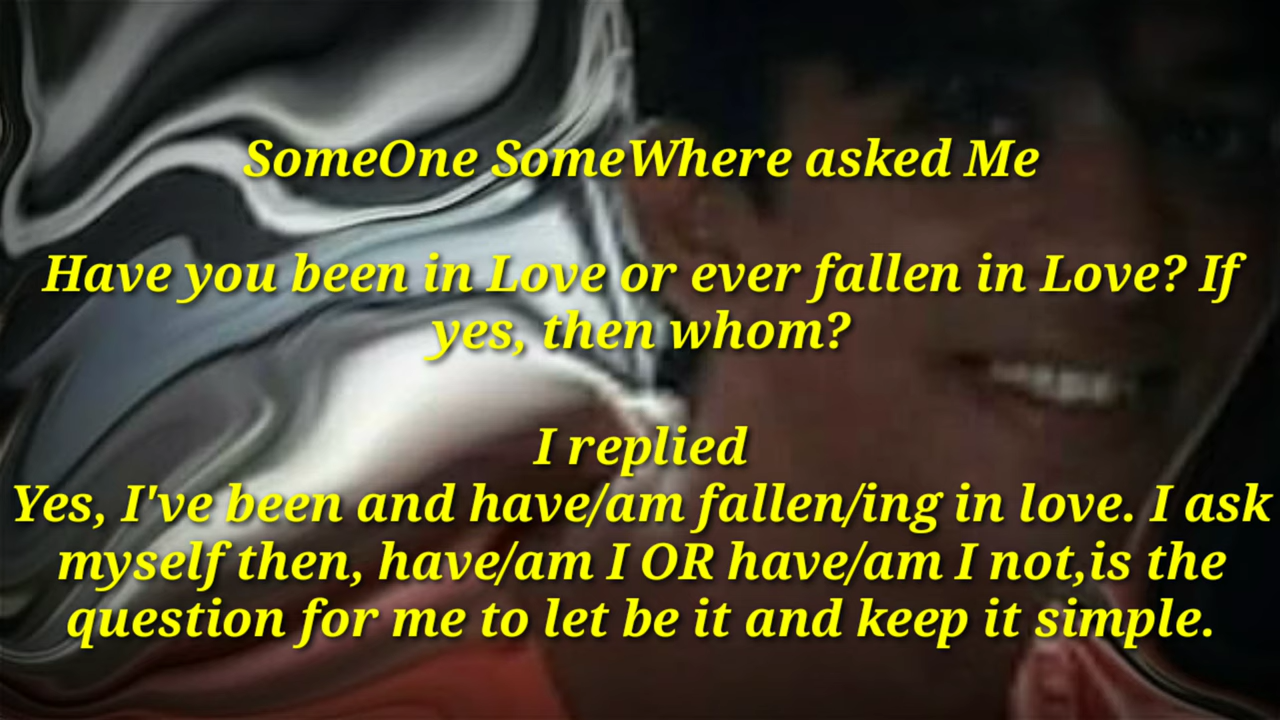 SomeOne SomeWhere asked Me
Have you been in Love or ever fallen in Love? If
yes, then whom?
I replied
Yes, I've been and have/am fallen/ing in love. I ask
myself then, have/am I OR have/am I not,is the
question for me to let be it and keep it simple.